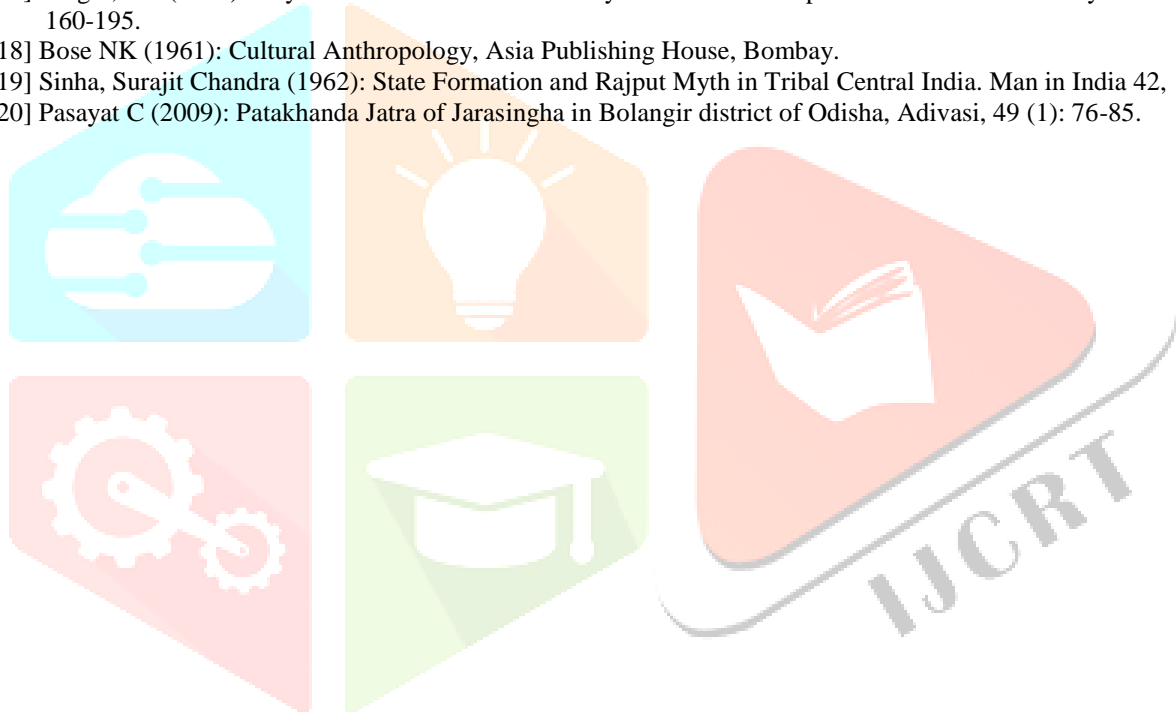 160-195.
18] Bose NK (1961): Cultural Anthropology, Asia Publishing House, Bombay.
19] Sinha, Surajit Chandra (1962): State Formation and Rajput Myth in Tribal Central India. Man in India 42,
20] Pasayat C (2009): Patakhanda Jatra of Jarasingha in Bolangir district of Odisha, Adivasi, 49 (1): 76-85.
IJCRT